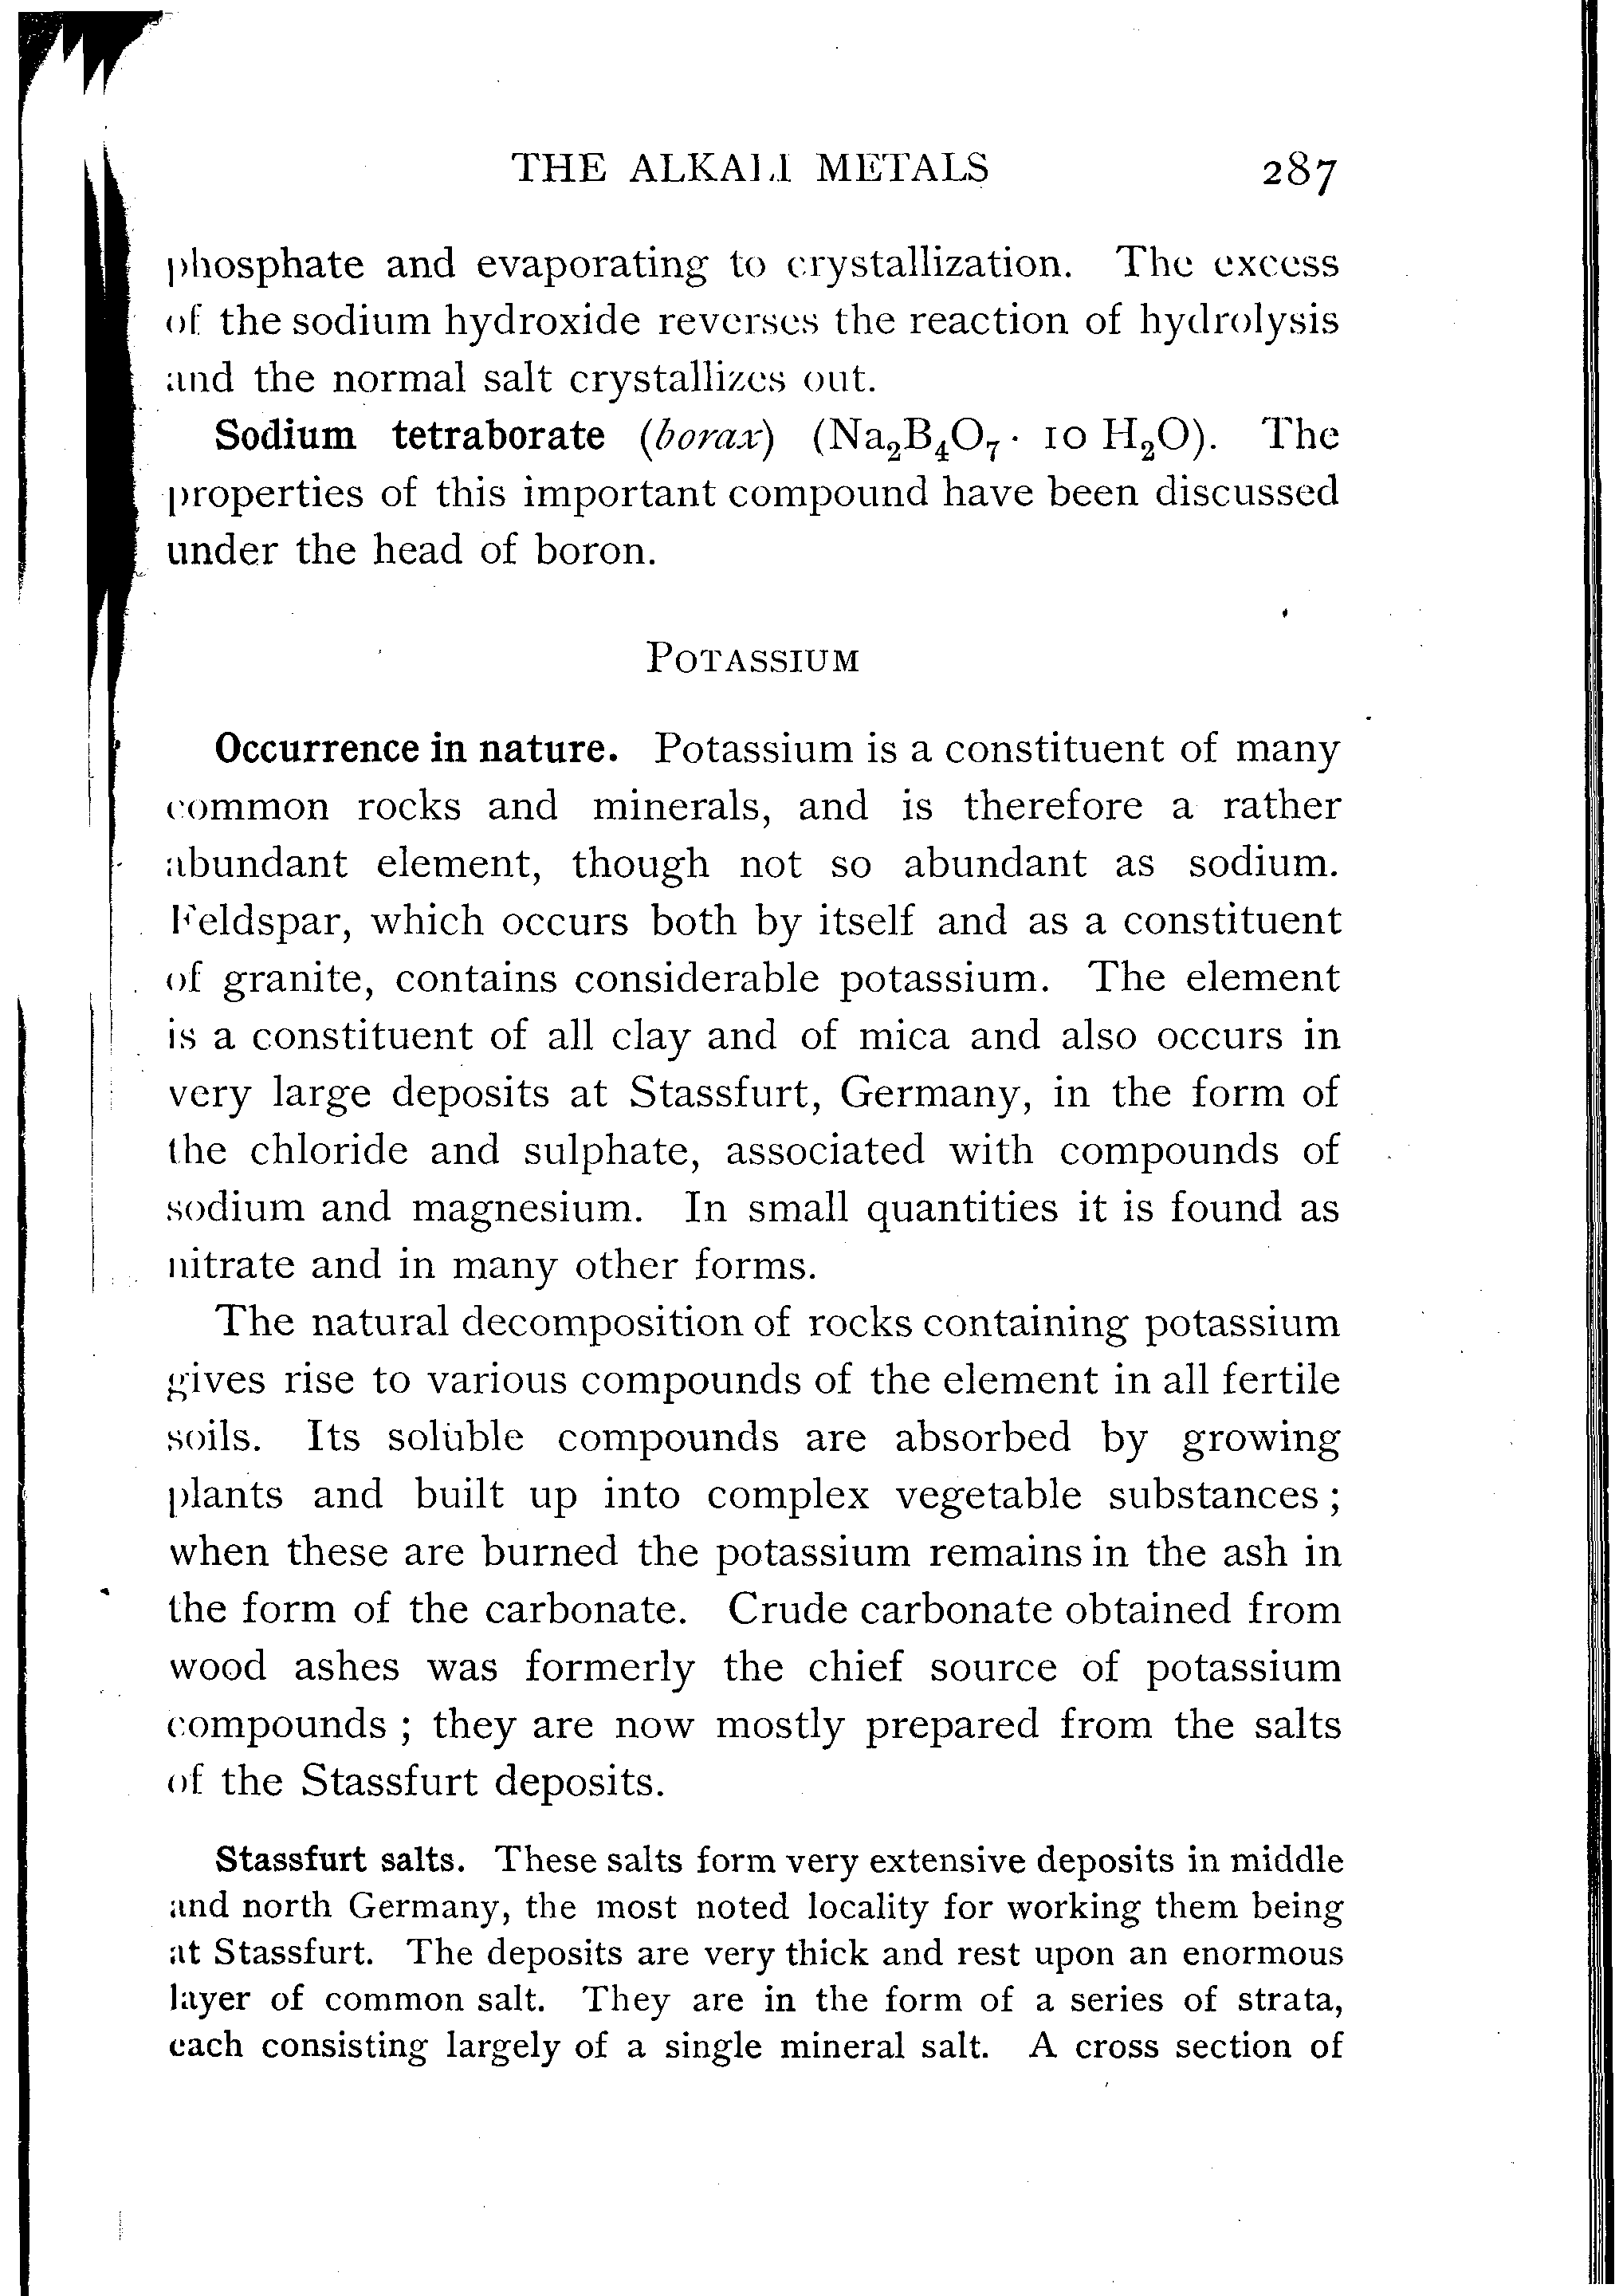 THE ALKALI METALS 287
phosphate and evaporating to crystallization. The excess
of the sodium hydroxide reverses the reaction of hydrolysis
and the normal salt crystallizes out.
Sodium tetraborate (borax) (Na₂B₄O₇ · 10 H₂O). The
properties of this important compound have been discussed
under the head of boron.
POTASSIUM
Occurrence in nature. Potassium is a constituent of many
common rocks and minerals, and is therefore a rather
abundant element, though not so abundant as sodium.
Feldspar, which occurs both by itself and as a constituent
of granite, contains considerable potassium. The element
is a constituent of all clay and of mica and also occurs in
very large deposits at Stassfurt, Germany, in the form of
the chloride and sulphate, associated with compounds of
sodium and magnesium. In small quantities it is found as
nitrate and in many other forms.
The natural decomposition of rocks containing potassium
gives rise to various compounds of the element in all fertile
soils. Its soluble compounds are absorbed by growing
plants and built up into complex vegetable substances;
when these are burned the potassium remains in the ash in
the form of the carbonate. Crude carbonate obtained from
wood ashes was formerly the chief source of potassium
compounds; they are now mostly prepared from the salts
of the Stassfurt deposits.
Stassfurt salts. These salts form very extensive deposits in middle
and north Germany, the most noted locality for working them being
at Stassfurt. The deposits are very thick and rest upon an enormous
layer of common salt. They are in the form of a series of strata,
each consisting largely of a single mineral salt. A cross section of